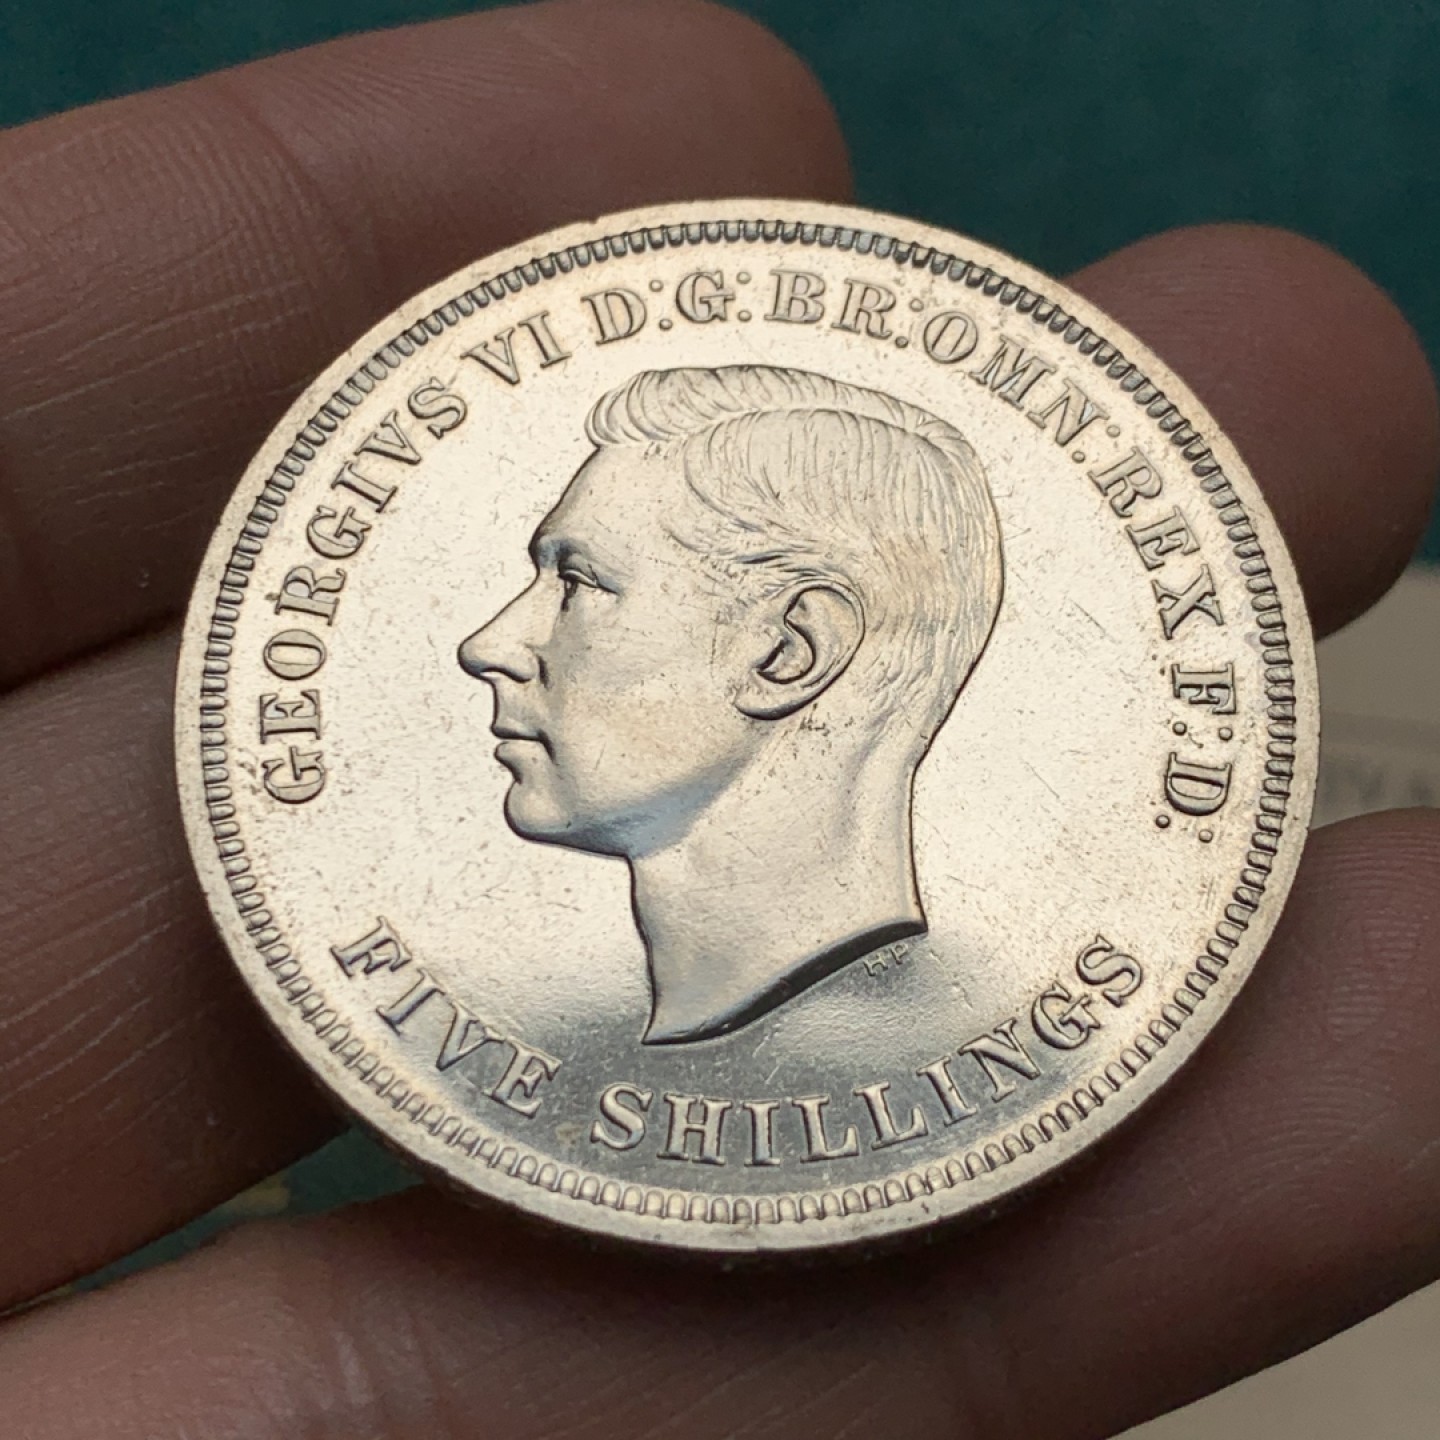 GEORGIVS VI D:G:BR:OMN:REX F:D:
HP
FIVE SHILLINGS